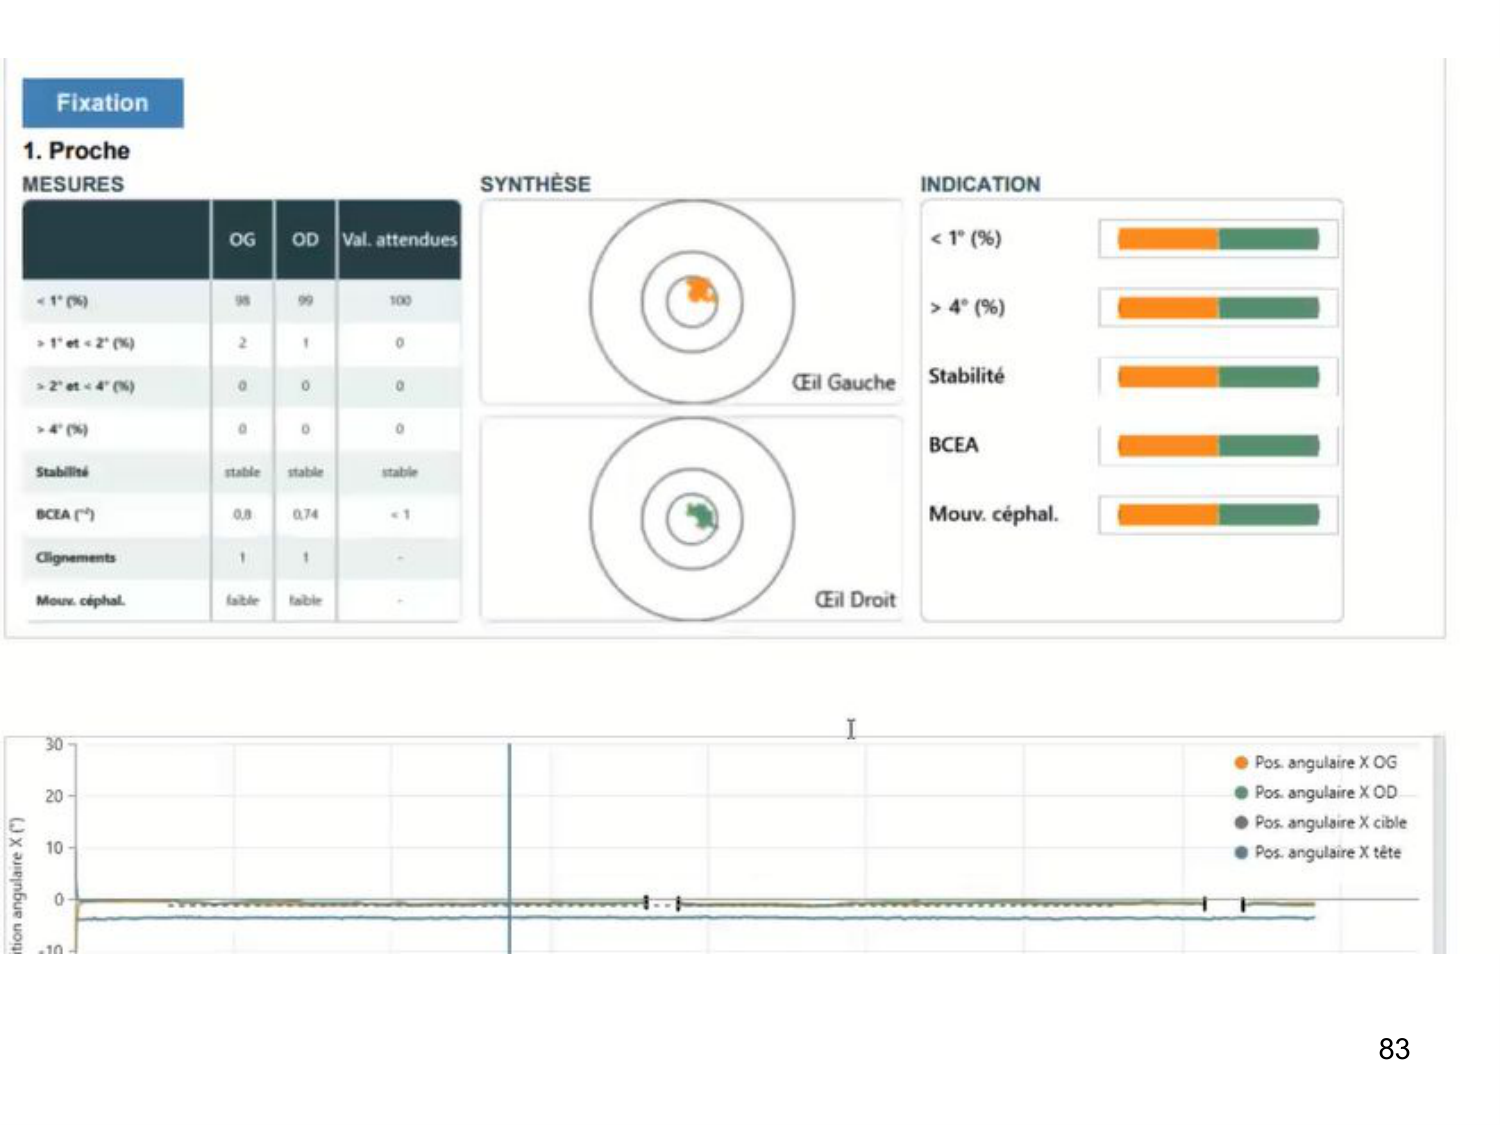 Fixation
1. Proche
MESURES
OG OD Val. attendues
< 1° (%) 98 99 100
> 1° et < 2° (%) 2 1 0
> 2° et < 4° (%) 0 0 0
> 4° (%) 0 0 0
Stabilité stable stable stable
BCEA (°²) 0,8 0,74 < 1
Clignements 1 1 -
Mouv. céphal. faible faible -
SYNTHÈSE
Œil Gauche
Œil Droit
INDICATION
< 1° (%)
> 4° (%)
Stabilité
BCEA
Mouv. céphal.
30
20
10
0
-10
ition angulaire X (°)
Pos. angulaire X OG
Pos. angulaire X OD
Pos. angulaire X cible
Pos. angulaire X tête
83